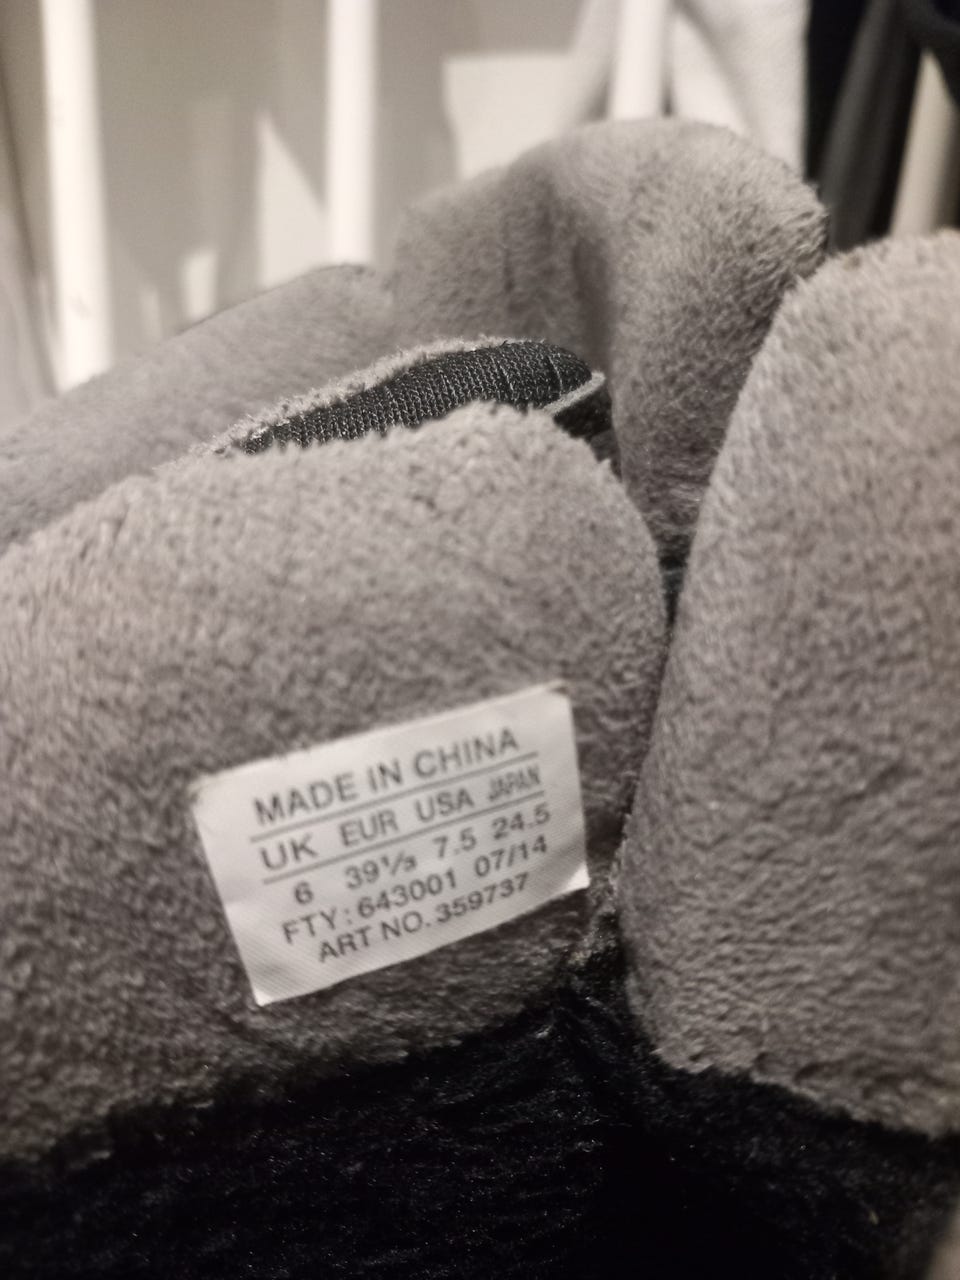 MADE IN CHINA
UK EUR USA JAPAN
6 39⅓ 7.5 24.5
FTY: 643001 07/14
ART NO. 359737